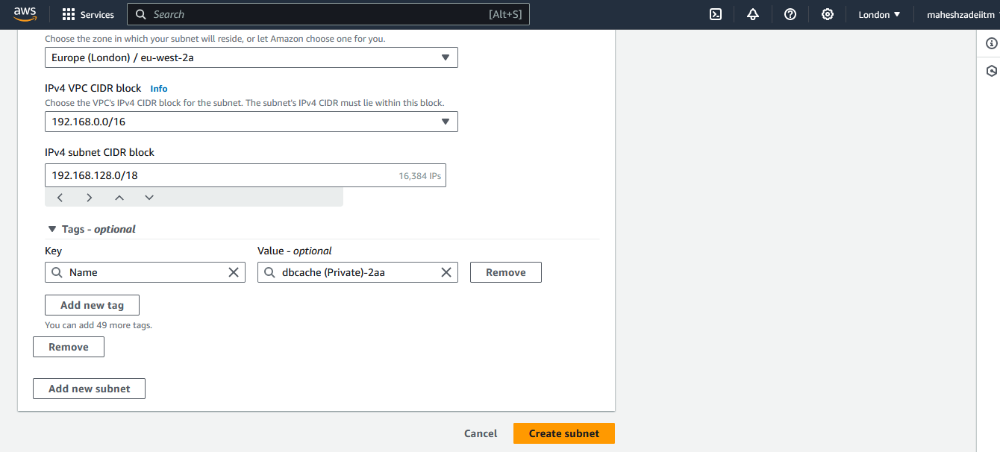 aws Services Search [Alt+S] London ▼ maheshzadeiitm
Choose the zone in which your subnet will reside, or let Amazon choose one for you.
Europe (London) / eu-west-2a
IPv4 VPC CIDR block Info
Choose the VPC's IPv4 CIDR block for the subnet. The subnet's IPv4 CIDR must lie within this block.
192.168.0.0/16
IPv4 subnet CIDR block
192.168.128.0/18 16,384 IPs
Tags - optional
Key Value - optional
Name dbcache (Private)-2aa Remove
Add new tag
You can add 49 more tags.
Remove
Add new subnet
Cancel Create subnet